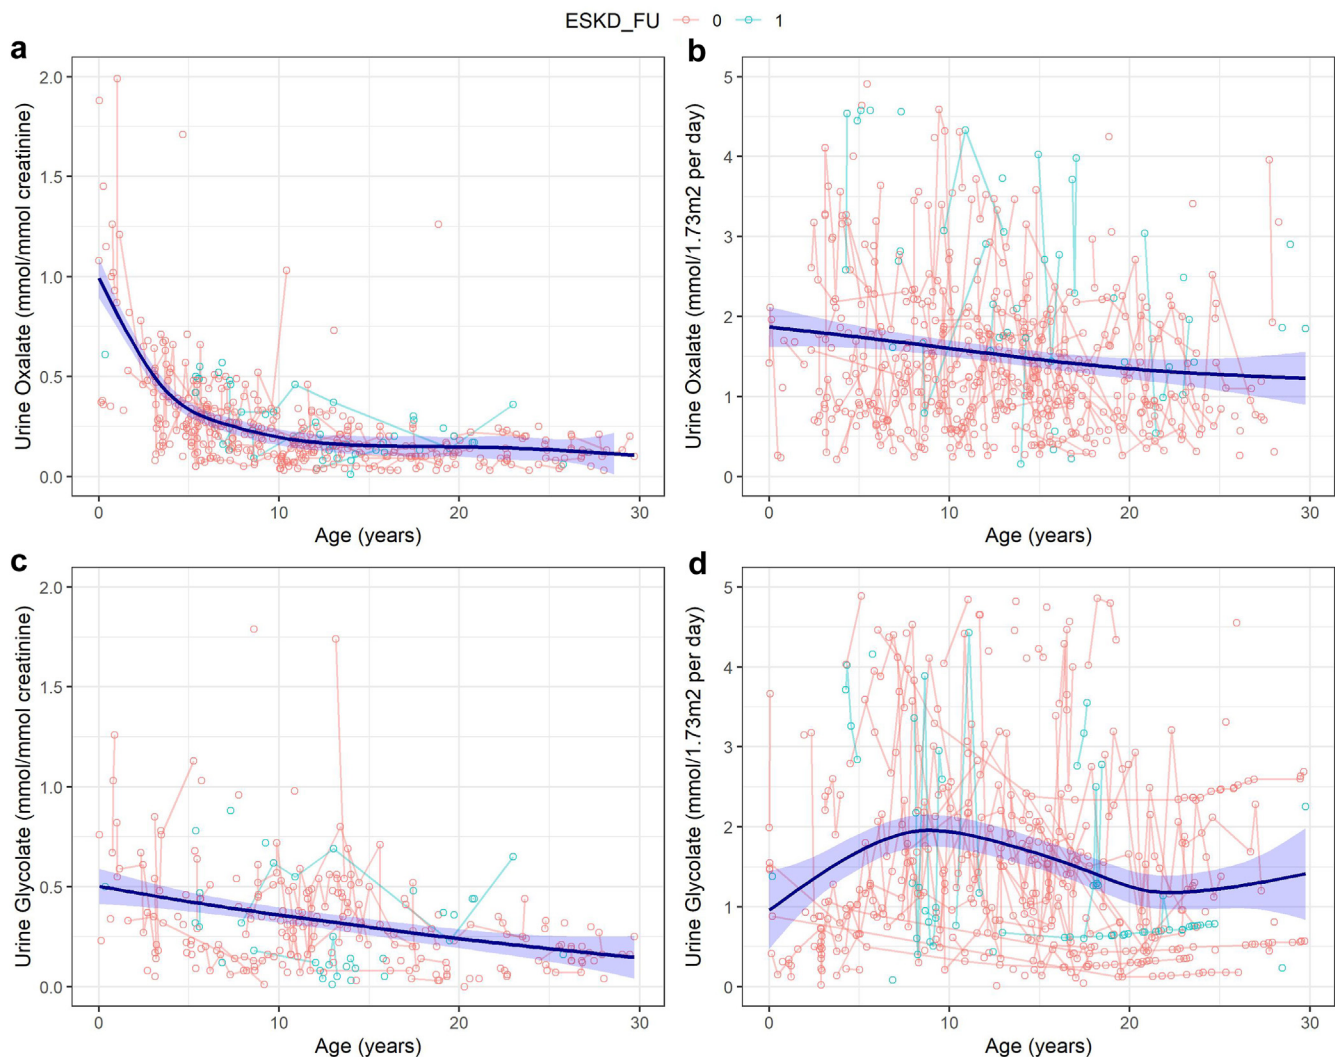 ESKD_FU 0 1
a
b
2.0
1.5
1.0
0.5
0.0
Urine Oxalate (mmol/mmol creatinine)
0 10 20 30
Age (years)
5
4
3
2
1
0
Urine Oxalate (mmol/1.73m2 per day)
0 10 20 30
Age (years)
c
d
2.0
1.5
1.0
0.5
0.0
Urine Glycolate (mmol/mmol creatinine)
0 10 20 30
Age (years)
5
4
3
2
1
0
Urine Glycolate (mmol/1.73m2 per day)
0 10 20 30
Age (years)